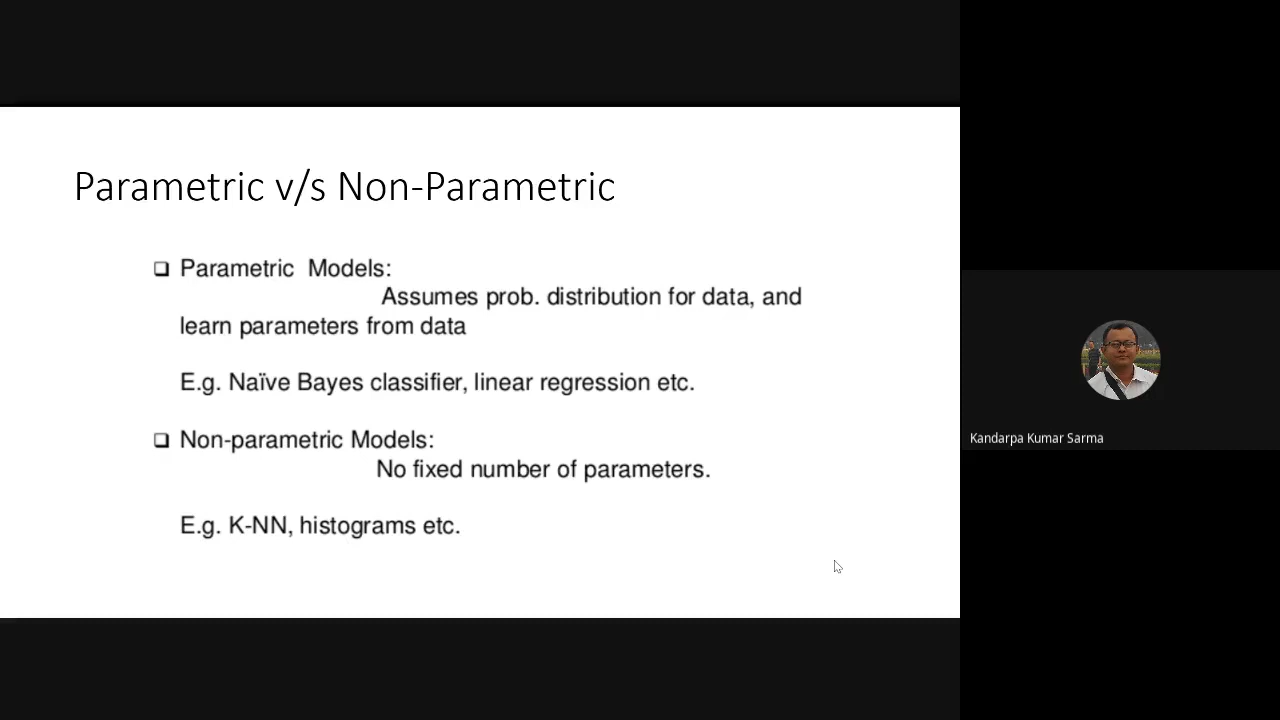 Parametric v/s Non-Parametric
❑ Parametric Models:
Assumes prob. distribution for data, and
learn parameters from data
E.g. Naïve Bayes classifier, linear regression etc.
❑ Non-parametric Models:
No fixed number of parameters.
E.g. K-NN, histograms etc.
Kandarpa Kumar Sarma